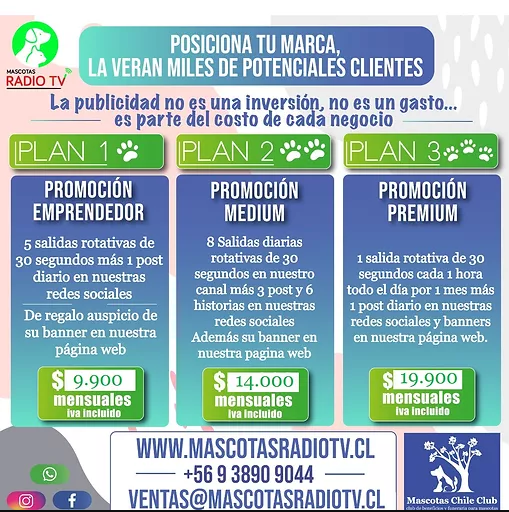 MASCOTAS
RADIO TV
POSICIONA TU MARCA,
LA VERAN MILES DE POTENCIALES CLIENTES
La publicidad no es una inversión, no es un gasto...
es parte del costo de cada negocio
PLAN 1
PROMOCIÓN
EMPRENDEDOR
5 salidas rotativas de
30 segundos más 1 post
diario en nuestras
redes sociales
De regalo auspicio de
su banner en nuestra
página web
$ 9.900
mensuales
iva incluido
PLAN 2
PROMOCIÓN
MEDIUM
8 Salidas diarias
rotativas de 30
segundos en nuestro
canal más 3 post y 6
historias en nuestras
redes sociales
Además su banner en
nuestra pagina web
$ 14.000
mensuales
iva incluido
PLAN 3
PROMOCIÓN
PREMIUM
1 salida rotativa de 30
segundos cada 1 hora
todo el día por 1 mes más
1 post diario en nuestras
redes sociales y banners
en nuestra página web.
$ 19.900
mensuales
iva incluido
WWW.MASCOTASRADIOTV.CL
+56 9 3890 9044
VENTAS@MASCOTASRADIOTV.CL
Mascotas Chile Club
club de beneficios y funeraria para mascotas